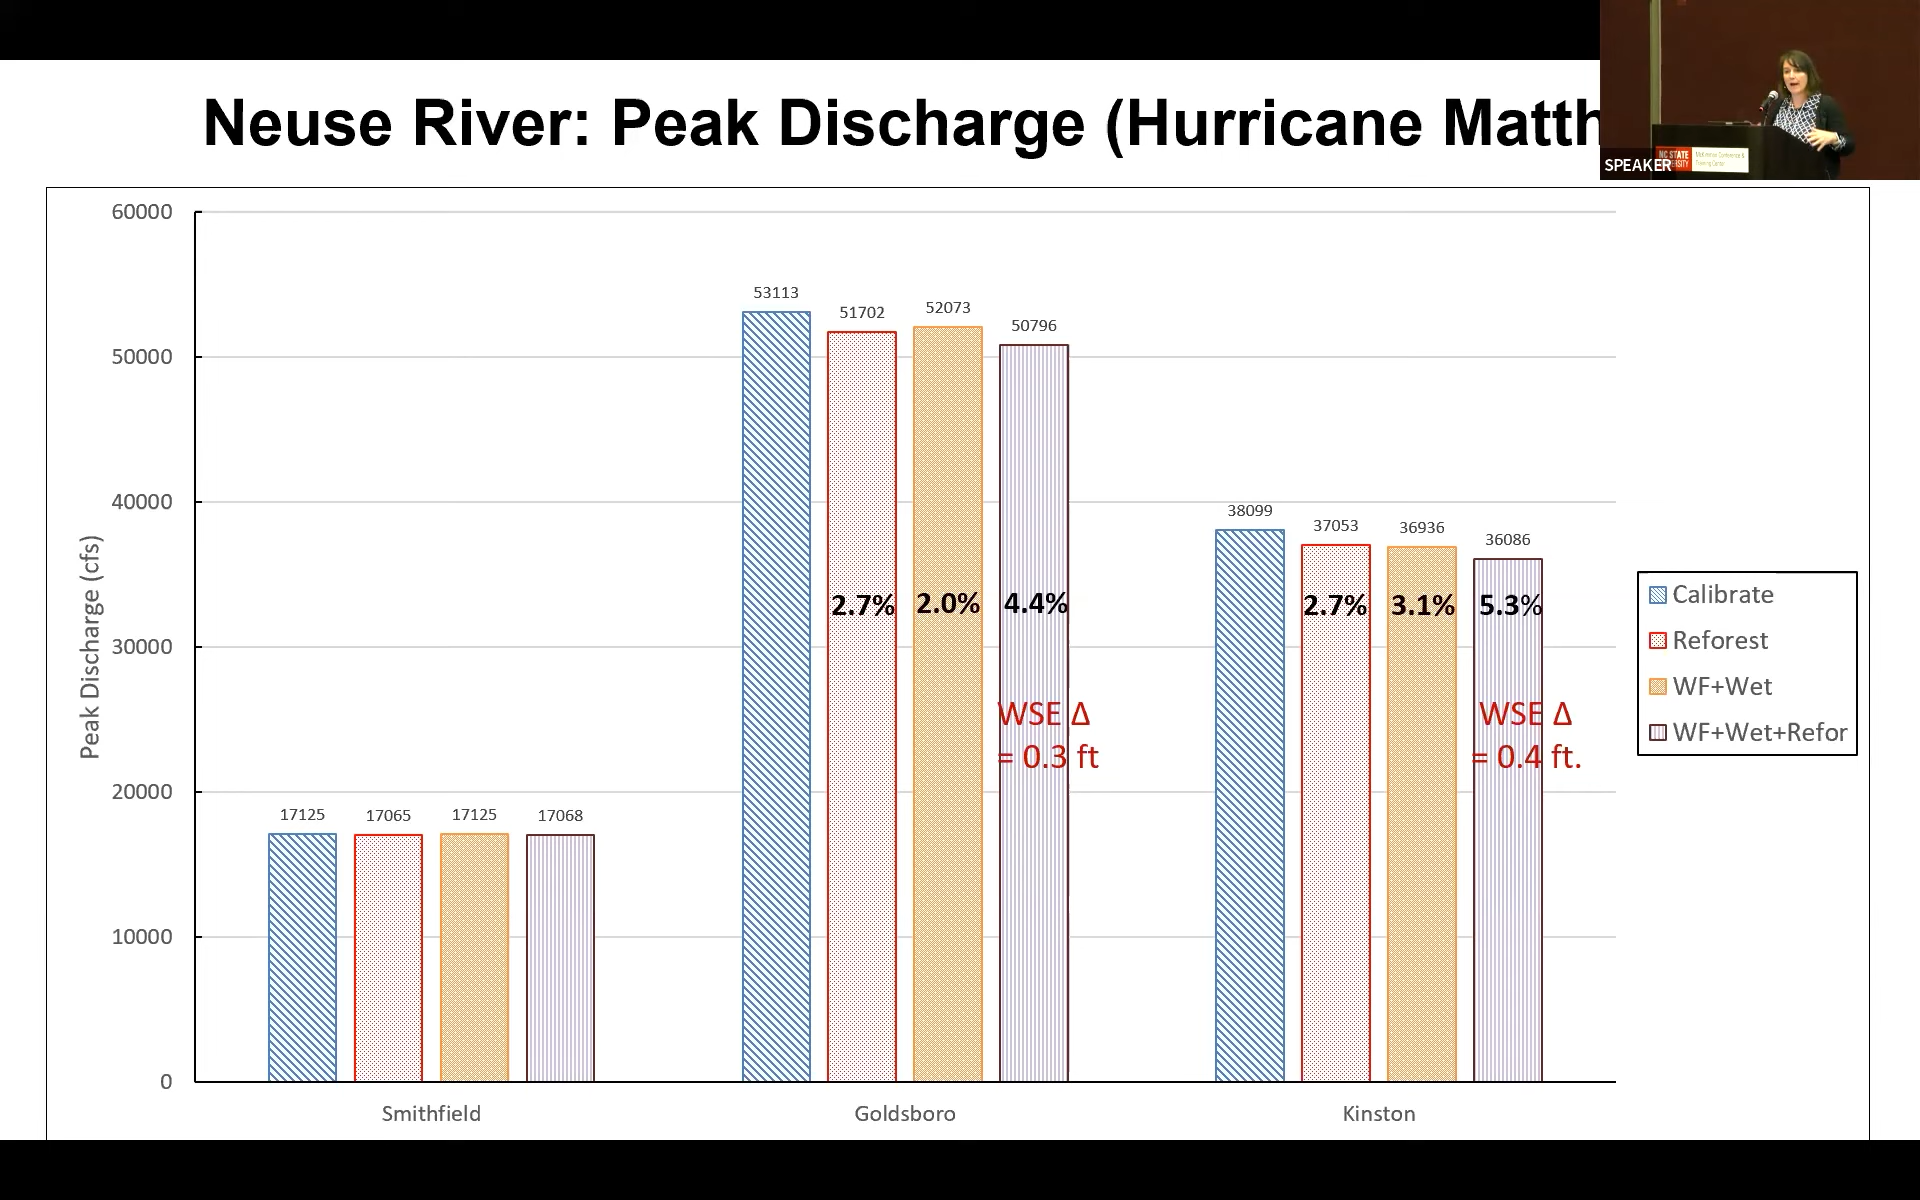 Neuse River: Peak Discharge (Hurricane Matth
SPEAKER
NC STATE
60000
50000
40000
30000
20000
10000
0
Peak Discharge (cfs)
53113
51702
52073
50796
38099
37053
36936
36086
2.7%
2.0%
4.4%
2.7%
3.1%
5.3%
WSE Δ
= 0.3 ft
WSE Δ
= 0.4 ft.
17125
17065
17125
17068
Smithfield
Goldsboro
Kinston
Calibrate
Reforest
WF+Wet
WF+Wet+Refor